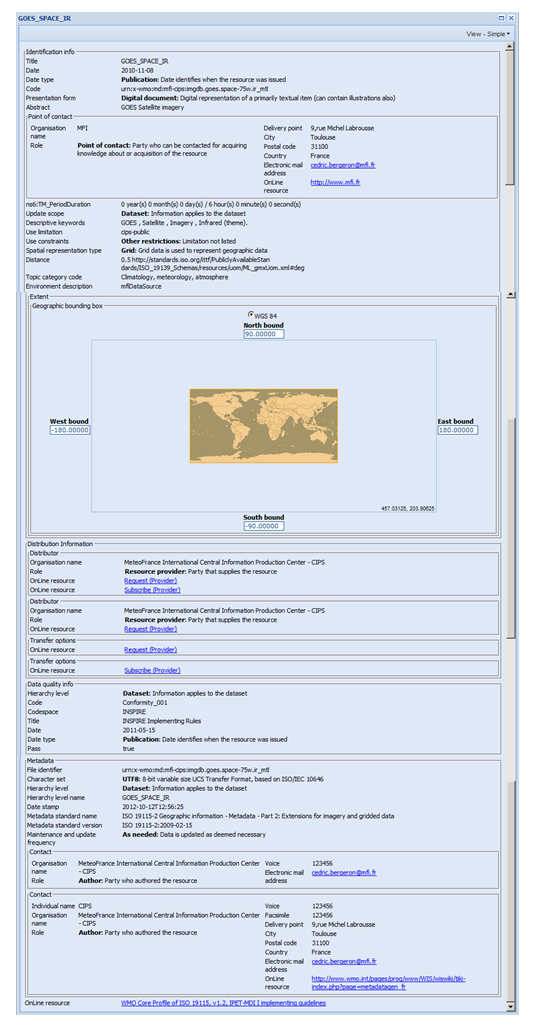 GOES_SPACE_IR
View - Simple
Identification info
Title GOES_SPACE_IR
Date 2010-11-08
Date type Publication: Date identifies when the resource was issued
Code urn:x-wmo:md:mfi-cips:imgdb.goes.space-75w.ir_mtl
Presentation form Digital document: Digital representation of a primarily textual item (can contain illustrations also)
Abstract GOES Satellite imagery
Point of contact
Organisation name MFI
Role Point of contact: Party who can be contacted for acquiring knowledge about or acquisition of the resource
Delivery point 9,rue Michel Labrousse
City Toulouse
Postal code 31100
Country France
Electronic mail address cedric.bergeron@mfi.fr
OnLine resource http://www.mfi.fr
ns6:TM_PeriodDuration 0 year(s) 0 month(s) 0 day(s) / 6 hour(s) 0 minute(s) 0 second(s)
Update scope Dataset: Information applies to the dataset
Descriptive keywords GOES , Satellite , Imagery , Infrared (theme).
Use limitation cips-public
Use constraints Other restrictions: Limitation not listed
Spatial representation type Grid: Grid data is used to represent geographic data
Distance 0.5 http://standards.iso.org/ittf/PubliclyAvailableStan
dards/ISO_19139_Schemas/resources/uom/ML_gmxUom.xml#deg
Topic category code Climatology, meteorology, atmosphere
Environment description mfiDataSource
Extent
Geographic bounding box
WGS 84
North bound
90.00000
West bound
-180.00000
East bound
180.00000
457.03125, 203.90625
South bound
-90.00000
Distribution Information
Distributor
Organisation name MeteoFrance International Central Information Production Center - CIPS
Role Resource provider: Party that supplies the resource
OnLine resource Request (Provider)
OnLine resource Subscribe (Provider)
Distributor
Organisation name MeteoFrance International Central Information Production Center - CIPS
Role Resource provider: Party that supplies the resource
OnLine resource Request (Provider)
Transfer options
OnLine resource Request (Provider)
Transfer options
OnLine resource Subscribe (Provider)
Data quality info
Hierarchy level Dataset: Information applies to the dataset
Code Conformity_001
Codespace INSPIRE
Title INSPIRE Implementing Rules
Date 2011-05-15
Date type Publication: Date identifies when the resource was issued
Pass true
Metadata
File identifier urn:x-wmo:md:mfi-cips:imgdb.goes.space-75w.ir_mtl
Character set UTF8: 8-bit variable size UCS Transfer Format, based on ISO/IEC 10646
Hierarchy level Dataset: Information applies to the dataset
Hierarchy level name GOES_SPACE_IR
Date stamp 2012-10-12T12:56:25
Metadata standard name ISO 19115-2 Geographic information - Metadata - Part 2: Extensions for imagery and gridded data
Metadata standard version ISO 19115-2:2009-02-15
Maintenance and update frequency As needed: Data is updated as deemed necessary
Contact
Organisation name MeteoFrance International Central Information Production Center - CIPS
Role Author: Party who authored the resource
Voice 123456
Electronic mail address cedric.bergeron@mfi.fr
Contact
Individual name CIPS
Organisation name MeteoFrance International Central Information Production Center - CIPS
Role Author: Party who authored the resource
Voice 123456
Facsimile 123456
Delivery point 9,rue Michel Labrousse
City Toulouse
Postal code 31100
Country France
Electronic mail address cedric.bergeron@mfi.fr
OnLine resource http://www.wmo.int/pages/prog/www/WIS/wiswiki/tiki-
index.php?page=metadatagen_fr
OnLine resource WMO Core Profile of ISO 19115, v1.2, IPET-MDI I implementing guidelines